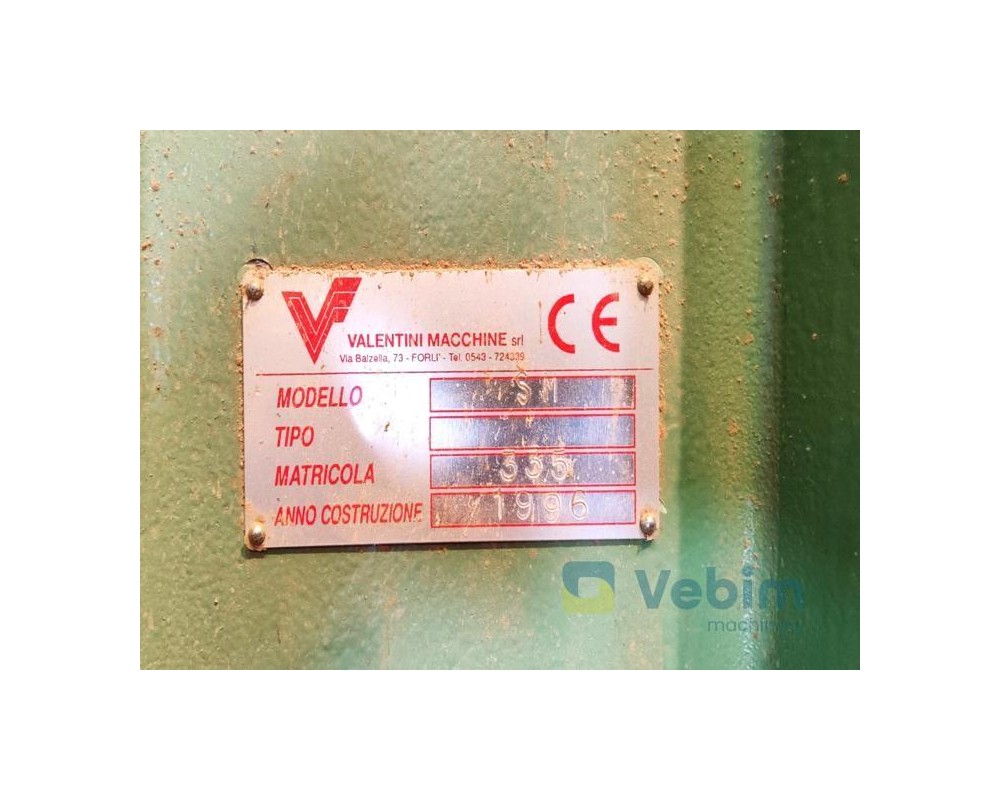 VALENTINI MACCHINE srl
CE
Via Balzella, 73 - FORLI' - Tel. 0543 - 724339
MODELLO
TIPO
MATRICOLA 335
ANNO COSTRUZIONE 1996
Vebim
machinery